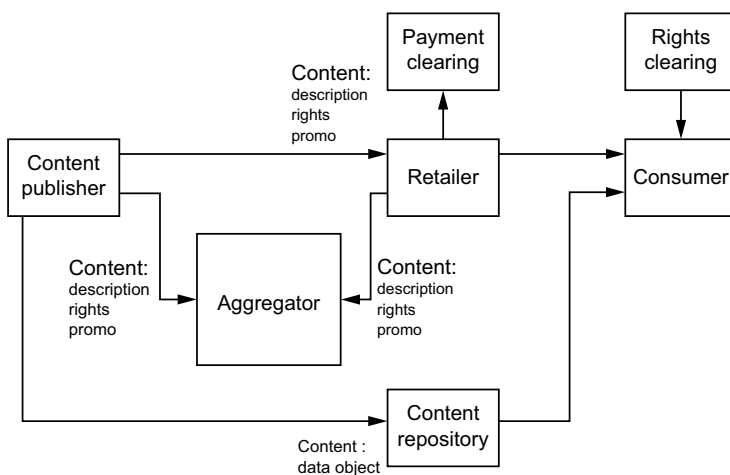 Payment
clearing
Rights
clearing
Content:
description
rights
promo
Content
publisher
Retailer
Consumer
Content:
description
rights
promo
Aggregator
Content:
description
rights
promo
Content
repository
Content :
data object